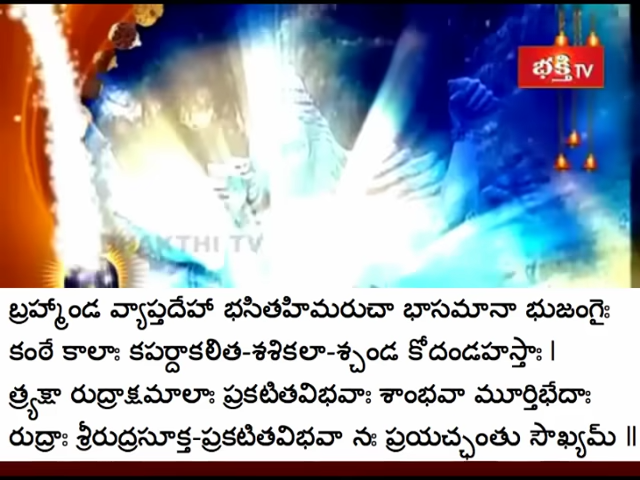 భక్తి TV
BHAKTHI TV
బ్రహ్మాండ వ్యాప్తదేహా భసితహిమరుచా భాసమానా భుజంగైః
కంఠే కాలాః కపర్దాకలిత-శశికలా-శ్చండ కోదండహస్తాః |
త్ర్యక్షా రుద్రాక్షమాలాః ప్రకటితవిభవాః శాంభవా మూర్తిభేదాః
రుద్రాః శ్రీరుద్రసూక్త-ప్రకటితవిభవా నః ప్రయచ్ఛంతు సౌఖ్యమ్ ||